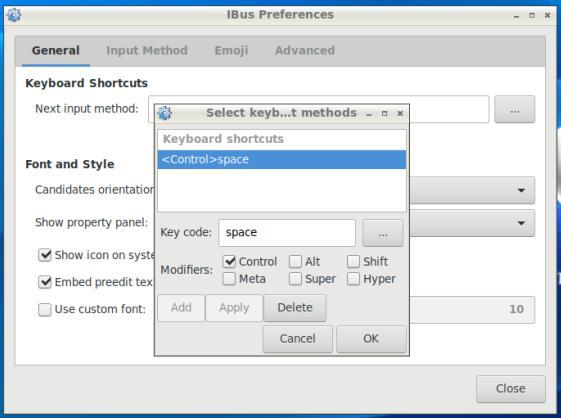 IBus Preferences
General Input Method Emoji Advanced
Keyboard Shortcuts
Next input method:
...
Select keyb...t methods
Keyboard shortcuts
<Control>space
Font and Style
Candidates orientation
Show property panel:
Key code: space ...
Show icon on syste
Modifiers: Control Alt Shift
Meta Super Hyper
Embed preedit tex
Use custom font:
10
Add Apply Delete
Cancel OK
Close